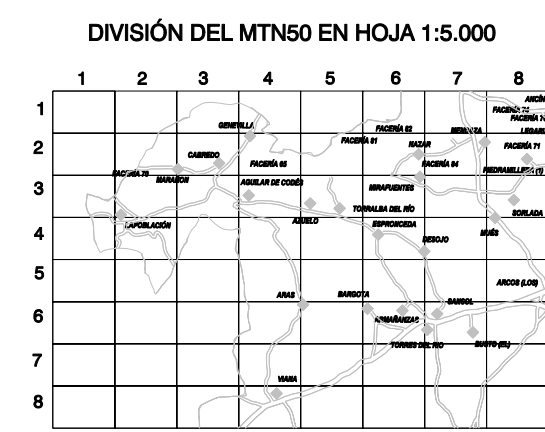 DIVISIÓN DEL MTN50 EN HOJA 1:5.000
1 2 3 4 5 6 7 8
1
FACERÍA 82
GENEVILLA
2
FACERÍA 81
NAZAR
FACERÍA 71
CABREDO
FACERÍA 65
FACERÍA 84
PIEDRAMILLERA (1)
MARAÑON
3
AGUILAR DE CODÉS
MIRAFUENTES
TORRALBA DEL RÍO
SORLADA
AZUELO
ESPRONCEDA
LAPOBLACIÓN
4
MUÉS
DESOJO
5
ARCOS (LOS)
ARAS
BARGOTA
SANSOL
6
ARMAÑANZAS
TORRES DEL RIO
BUSTO (EL)
7
VIANA
8